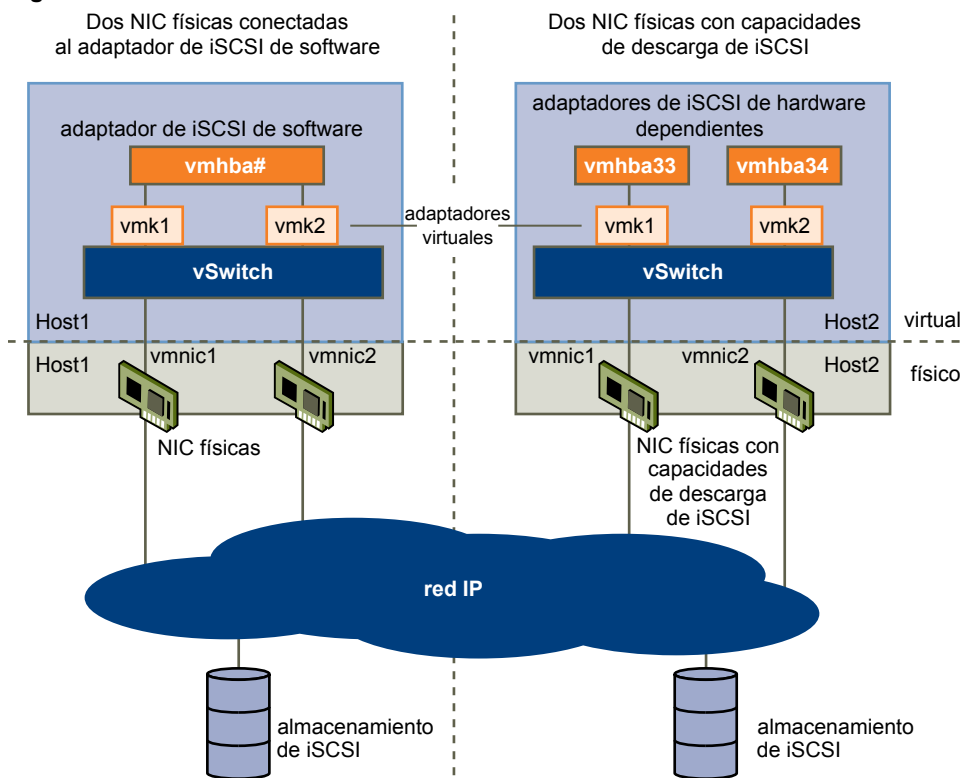 Dos NIC físicas conectadas
al adaptador de iSCSI de software
Dos NIC físicas con capacidades
de descarga de iSCSI
adaptador de iSCSI de software
vmhba#
vmk1
vmk2
vSwitch
Host1
adaptadores
virtuales
adaptadores de iSCSI de hardware
dependientes
vmhba33
vmhba34
vmk1
vmk2
vSwitch
Host2
virtual
Host1
vmnic1
vmnic2
NIC físicas
vmnic1
vmnic2
Host2
físico
NIC físicas con
capacidades
de descarga
de iSCSI
red IP
almacenamiento
de iSCSI
almacenamiento
de iSCSI